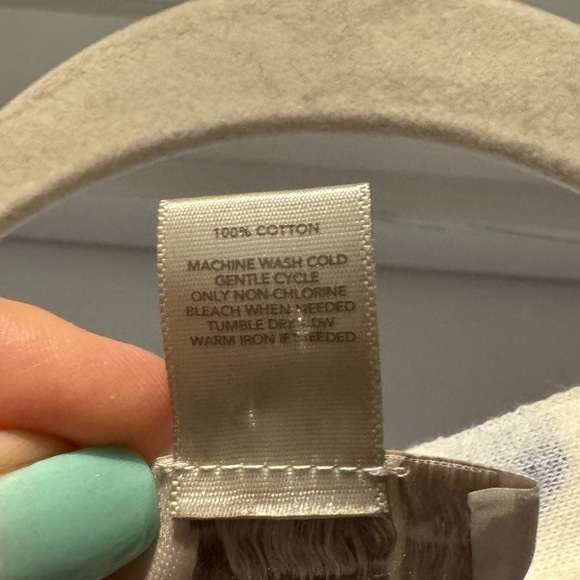 100% COTTON
MACHINE WASH COLD
GENTLE CYCLE
ONLY NON-CHLORINE
BLEACH WHEN NEEDED
TUMBLE DRY LOW
WARM IRON IF NEEDED